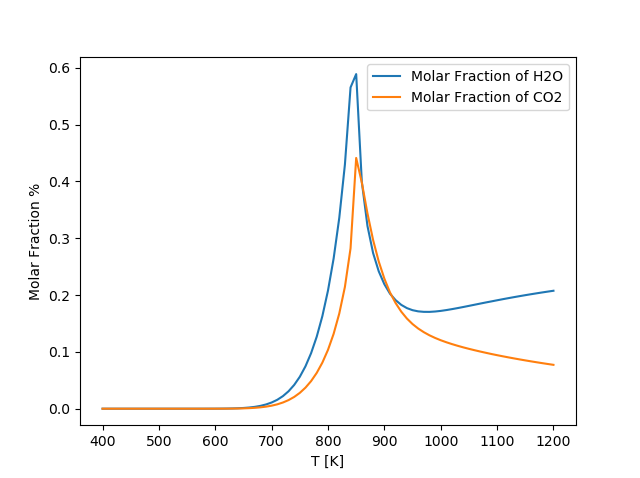 Molar Fraction of H2O
Molar Fraction of CO2
Molar Fraction %
0.6
0.5
0.4
0.3
0.2
0.1
0.0
400 500 600 700 800 900 1000 1100 1200
T [K]